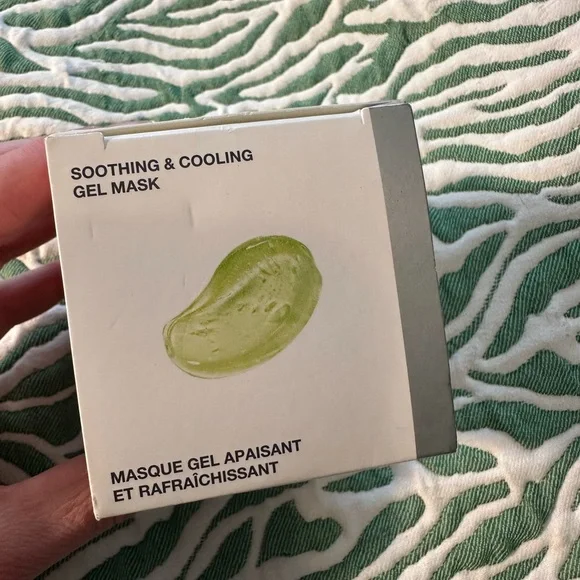 SOOTHING & COOLING
GEL MASK
MASQUE GEL APAISANT
ET RAFRAÎCHISSANT